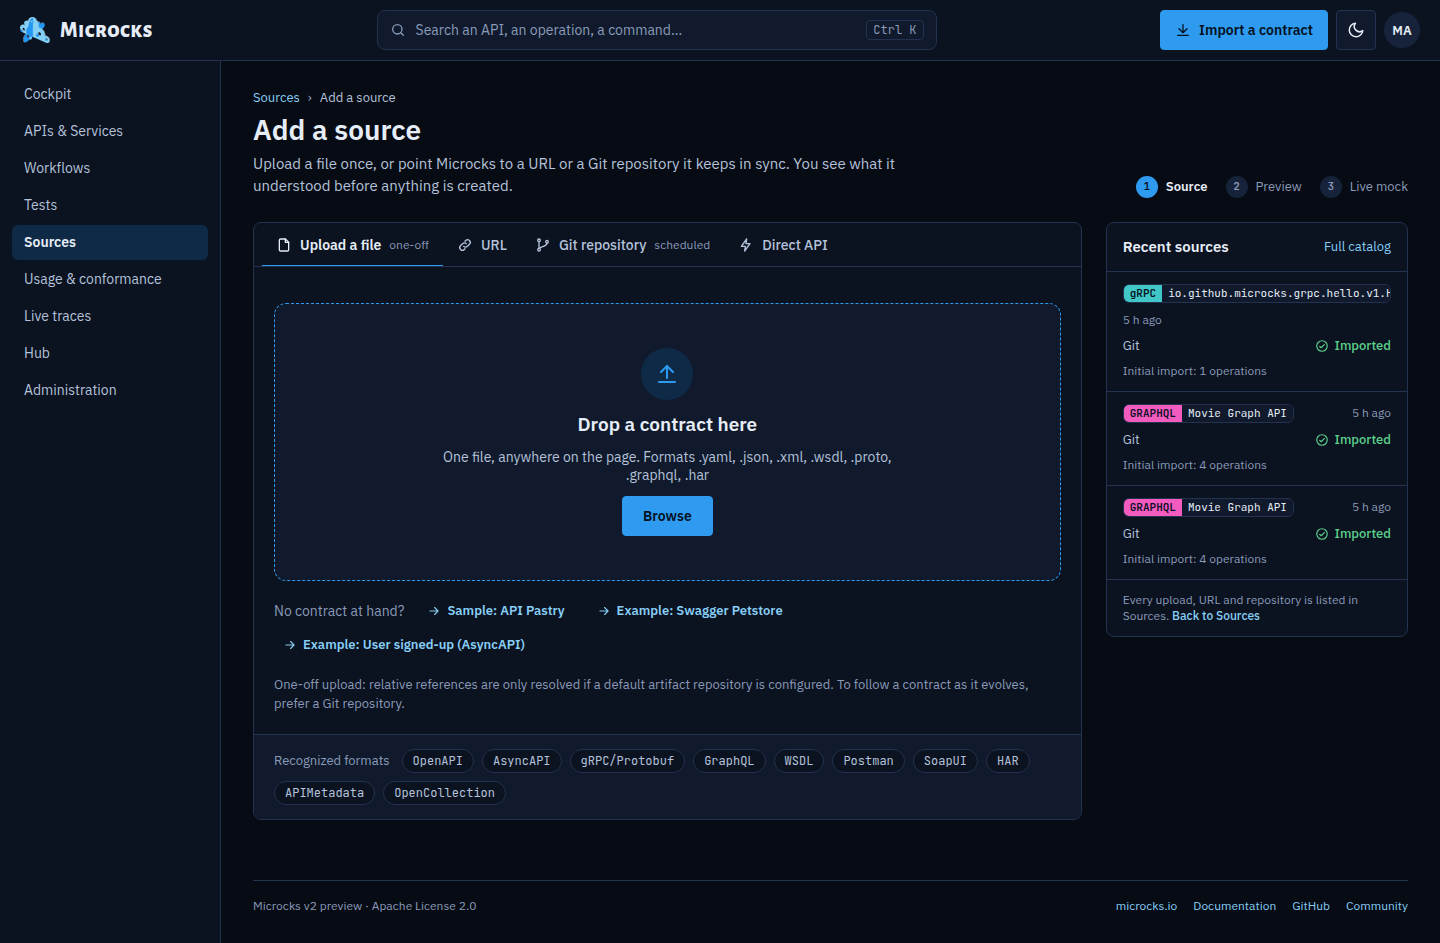 Microcks
Search an API, an operation, a command...
Ctrl K
Import a contract
MA
Cockpit
APIs & Services
Workflows
Tests
Sources
Usage & conformance
Live traces
Hub
Administration
Sources › Add a source
Add a source
Upload a file once, or point Microcks to a URL or a Git repository it keeps in sync. You see what it
understood before anything is created.
1 Source 2 Preview 3 Live mock
Upload a file one-off URL Git repository scheduled Direct API
Drop a contract here
One file, anywhere on the page. Formats .yaml, .json, .xml, .wsdl, .proto,
.graphql, .har
Browse
No contract at hand? → Sample: API Pastry → Example: Swagger Petstore
→ Example: User signed-up (AsyncAPI)
One-off upload: relative references are only resolved if a default artifact repository is configured. To follow a contract as it evolves,
prefer a Git repository.
Recognized formats OpenAPI AsyncAPI gRPC/Protobuf GraphQL WSDL Postman SoapUI HAR
APIMetadata OpenCollection
Recent sources Full catalog
gRPC io.github.microcks.grpc.hello.v1.H
5 h ago
Git Imported
Initial import: 1 operations
GRAPHQL Movie Graph API 5 h ago
Git Imported
Initial import: 4 operations
GRAPHQL Movie Graph API 5 h ago
Git Imported
Initial import: 4 operations
Every upload, URL and repository is listed in
Sources. Back to Sources
Microcks v2 preview · Apache License 2.0
microcks.io Documentation GitHub Community